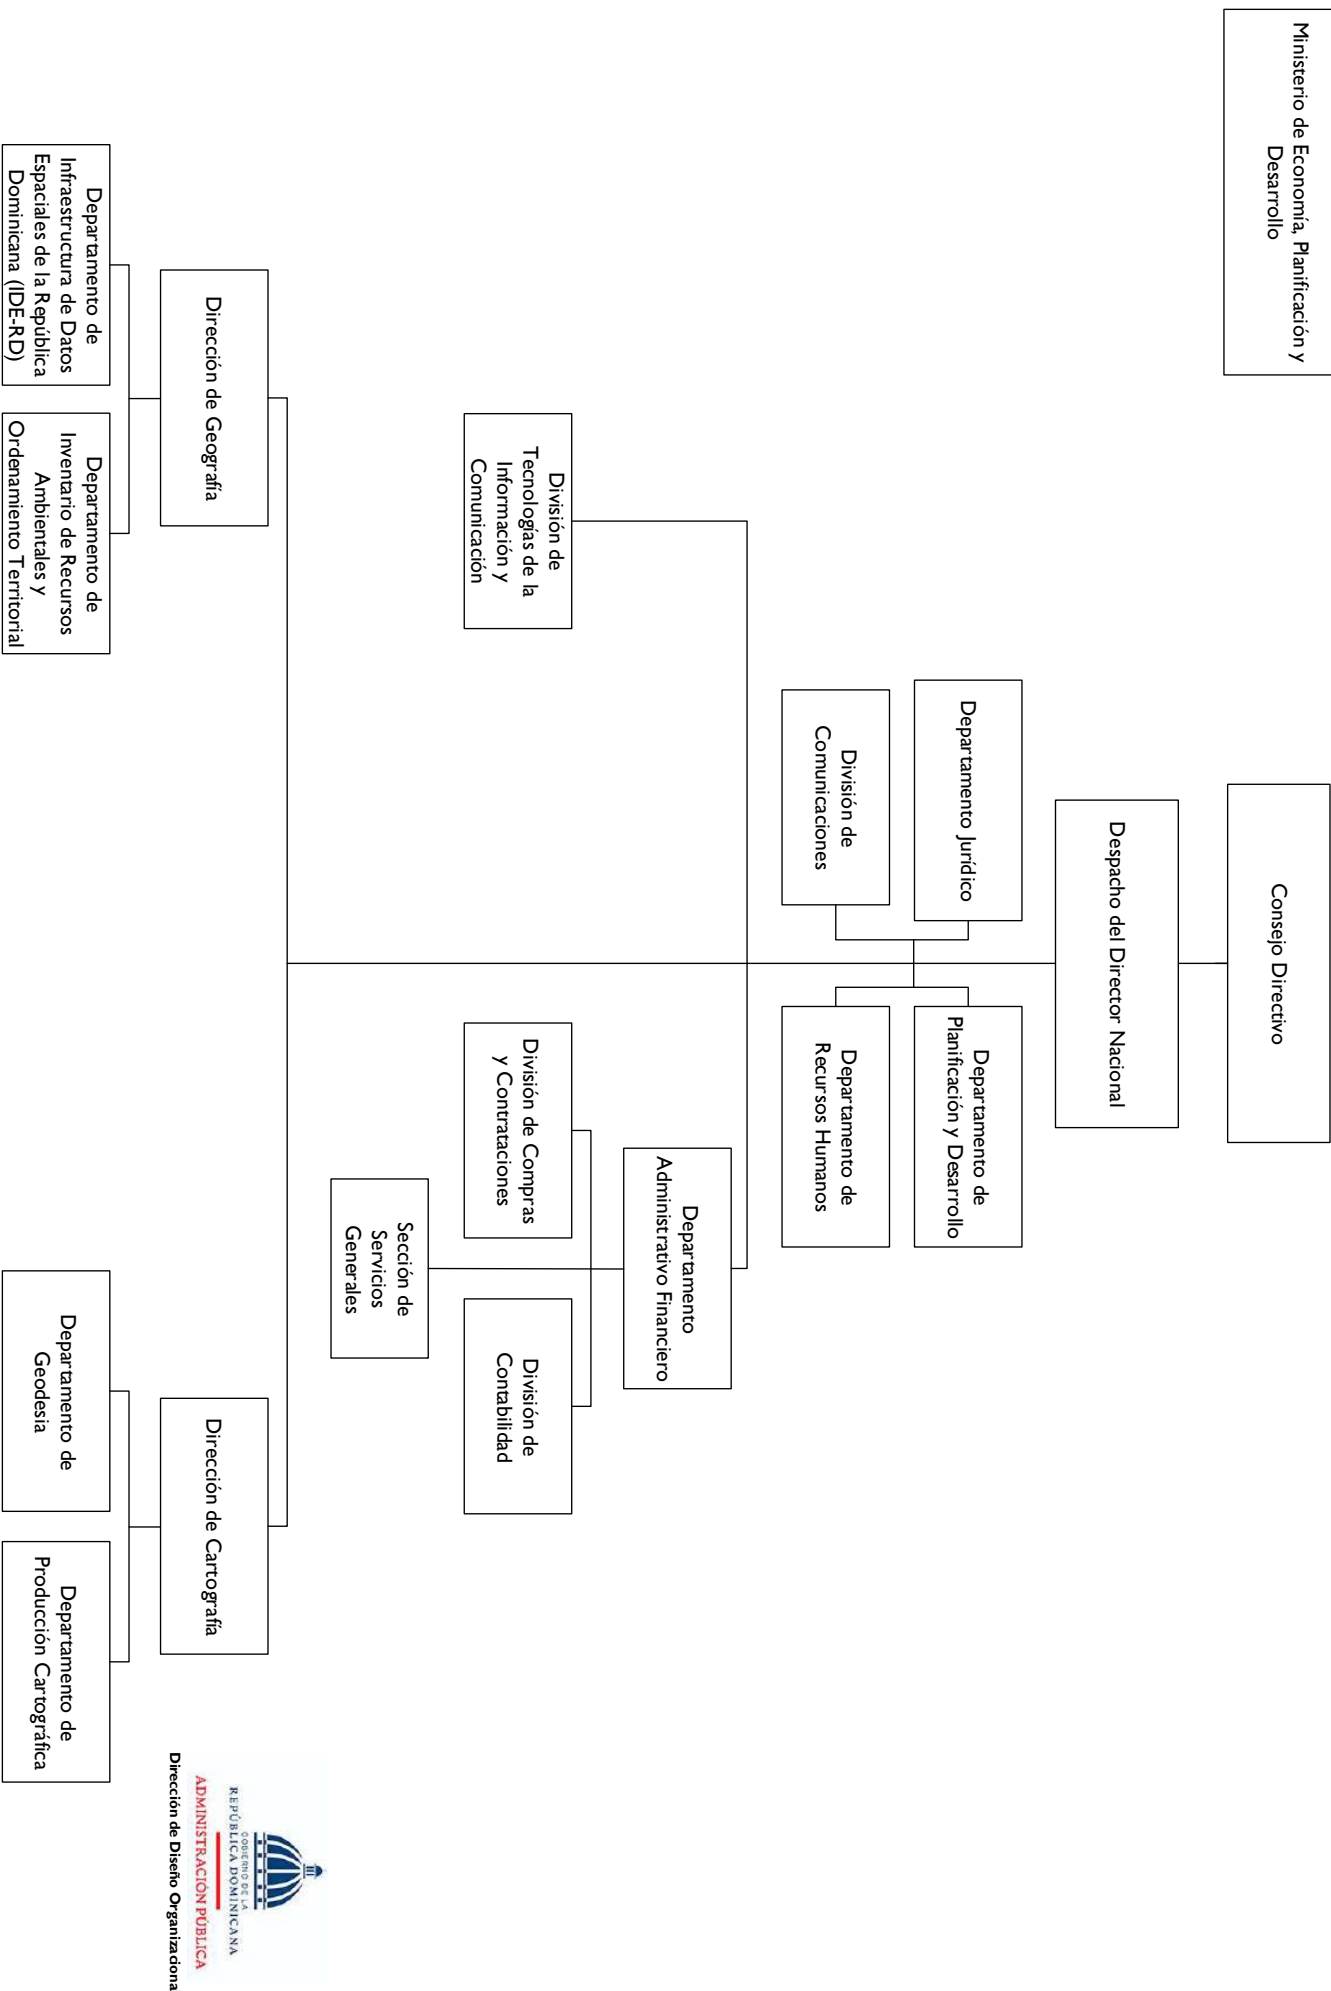 Ministerio de Economía, Planificación y
Desarrollo
Consejo Directivo
Despacho del Director Nacional
Departamento Jurídico
Departamento de
Planificación y Desarrollo
División de
Comunicaciones
Departamento de
Recursos Humanos
Departamento
Administrativo Financiero
División de
Tecnologías de la
Información y
Comunicación
División de Compras
y Contrataciones
División de
Contabilidad
Sección de
Servicios
Generales
Dirección de Geografía
Dirección de Cartografía
Departamento de
Infraestructura de Datos
Espaciales de la República
Dominicana (IDE-RD)
Departamento de
Inventario de Recursos
Ambientales y
Ordenamiento Territorial
Departamento de
Geodesia
Departamento de
Producción Cartográfica
GOBIERNO DE LA
REPÚBLICA DOMINICANA
ADMINISTRACIÓN PÚBLICA
Dirección de Diseño Organizaciona